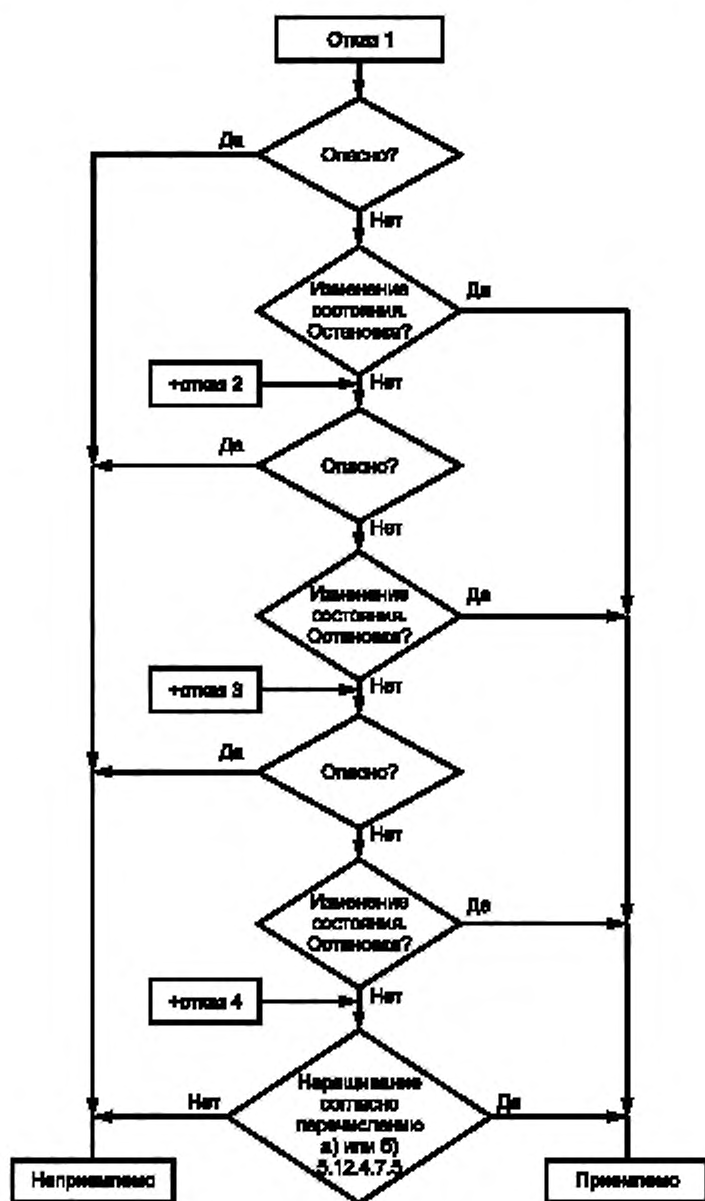 Отказ 1
Да
Опасно?
Нет
Изменение
состояния.
Остановка?
Да
+отказ 2
Нет
Да
Опасно?
Нет
Изменение
состояния.
Остановка?
Да
+отказ 3
Нет
Да
Опасно?
Нет
Изменение
состояния.
Остановка?
Да
+отказ 4
Нет
Нет
Наращивание
согласно
перечислению
а) или б)
5.12.4.7.5
Да
Неприемлемо
Приемлемо